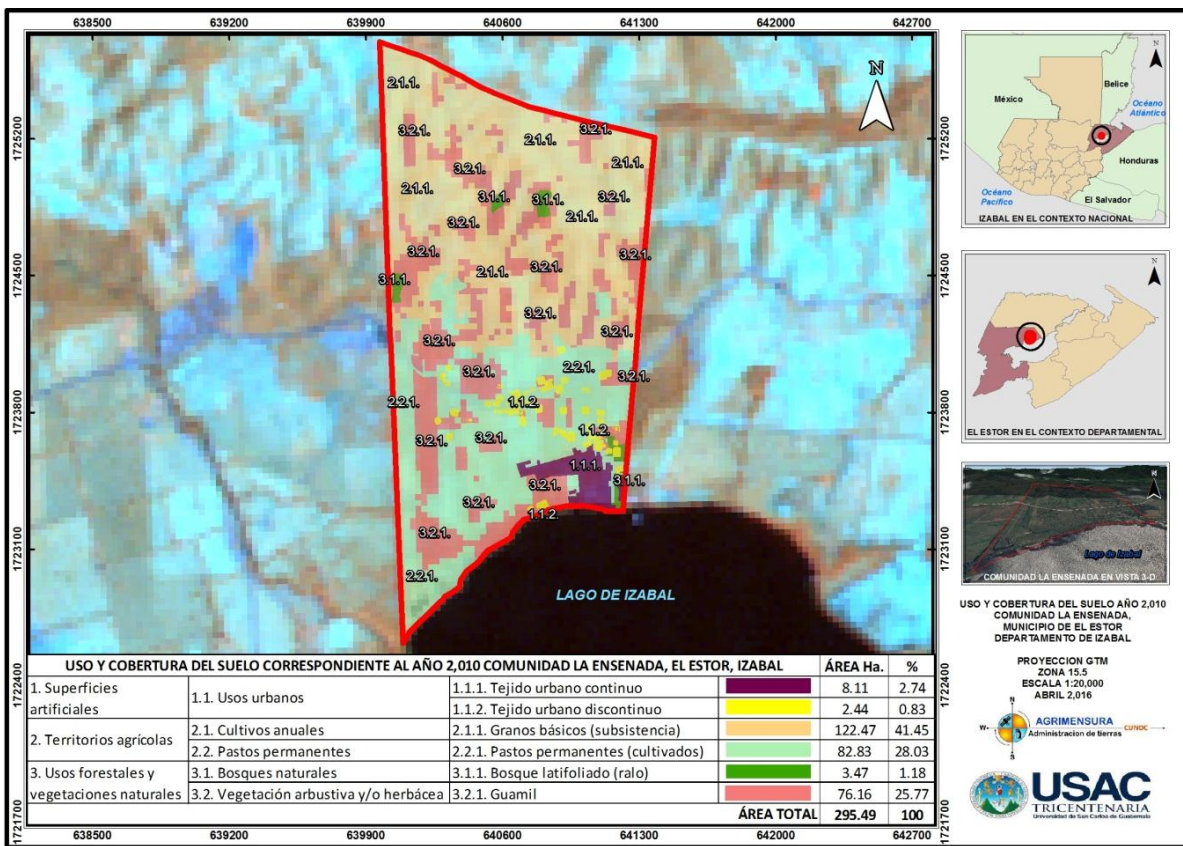 638500 639200 639900 640600 641300 642000 642700
1725200
1724500
1723800
1723100
1722400
1721700
N
2.1.1.
3.2.1.
2.1.1.
3.2.1.
3.2.1.
2.1.1.
2.1.1.
3.1.1.
3.1.1.
3.2.1.
3.2.1.
2.1.1.
3.2.1.
3.2.1.
3.1.1.
2.1.1.
3.2.1.
3.2.1.
3.2.1.
3.2.1.
3.2.1.
2.2.1.
3.2.1.
2.2.1.
1.1.2.
3.2.1.
3.2.1.
1.1.2.
1.1.1.
3.2.1.
3.1.1.
3.2.1.
1.1.2.
3.2.1.
2.2.1.
LAGO DE IZABAL
1725200
1724500
1723800
1723100
1722400
1721700
USO Y COBERTURA DEL SUELO CORRESPONDIENTE AL AÑO 2,010 COMUNIDAD LA ENSENADA, EL ESTOR, IZABAL ÁREA Ha. %
1. Superficies artificiales 1.1. Usos urbanos 1.1.1. Tejido urbano continuo 8.11 2.74
1.1.2. Tejido urbano discontinuo 2.44 0.83
2. Territorios agrícolas 2.1. Cultivos anuales 2.1.1. Granos básicos (subsistencia) 122.47 41.45
2.2. Pastos permanentes 2.2.1. Pastos permanentes (cultivados) 82.83 28.03
3. Usos forestales y vegetaciones naturales 3.1. Bosques naturales 3.1.1. Bosque latifoliado (ralo) 3.47 1.18
3.2. Vegetación arbustiva y/o herbácea 3.2.1. Guamil 76.16 25.77
ÁREA TOTAL 295.49 100
638500 639200 639900 640600 641300 642000 642700
N
México
Belice
Océano
Atlántico
Honduras
Océano
Pacífico
El Salvador
IZABAL EN EL CONTEXTO NACIONAL
N
EL ESTOR EN EL CONTEXTO DEPARTAMENTAL
N
Lago de Izabal
COMUNIDAD LA ENSENADA EN VISTA 3-D
USO Y COBERTURA DEL SUELO AÑO 2,010
COMUNIDAD LA ENSENADA,
MUNICIPIO DE EL ESTOR
DEPARTAMENTO DE IZABAL
PROYECCION GTM
ZONA 15.5
ESCALA 1:20,000
ABRIL 2,016
N
W
E
S
AGRIMENSURA
Administracion de tierras
CUNOC
USAC
TRICENTENARIA
Universidad de San Carlos de Guatemala